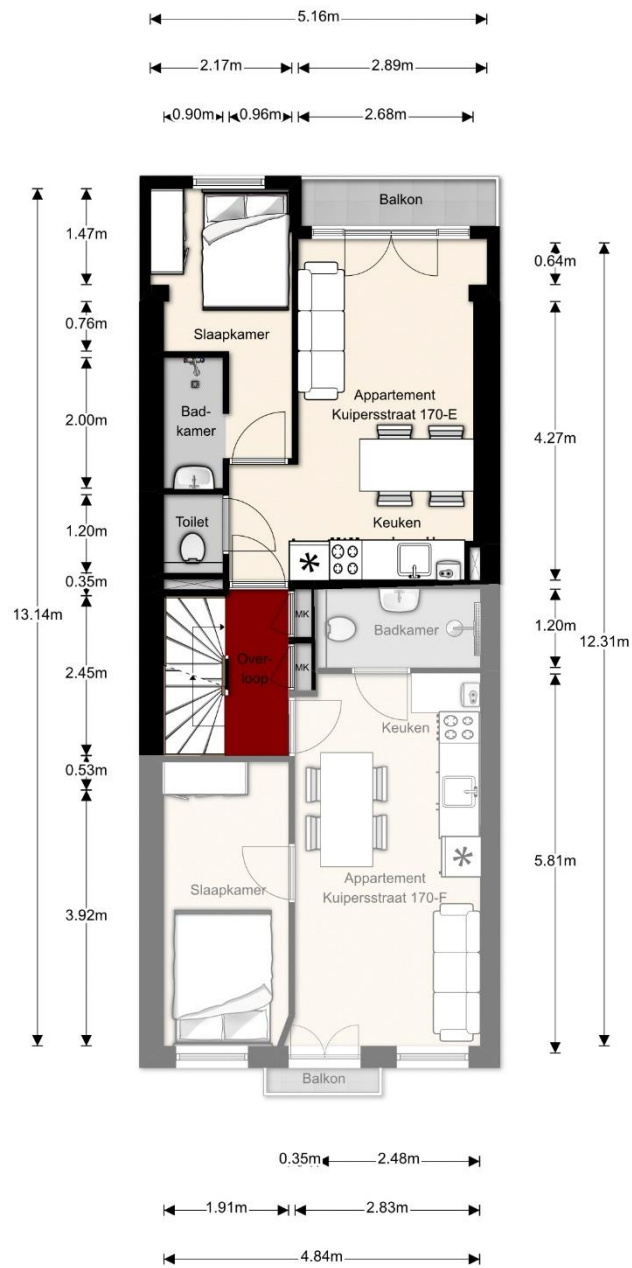 5.16m
2.17m
2.89m
0.90m
0.96m
2.68m
Balkon
1.47m
0.64m
0.76m
Slaapkamer
Appartement
Kuipersstraat 170-E
2.00m
Bad-
kamer
4.27m
Toilet
Keuken
1.20m
0.35m
13.14m
MK
Badkamer
1.20m
12.31m
2.45m
Over-
loop
MK
Keuken
0.53m
5.81m
Appartement
Kuipersstraat 170-F
Slaapkamer
3.92m
Balkon
0.35m
2.48m
1.91m
2.83m
4.84m